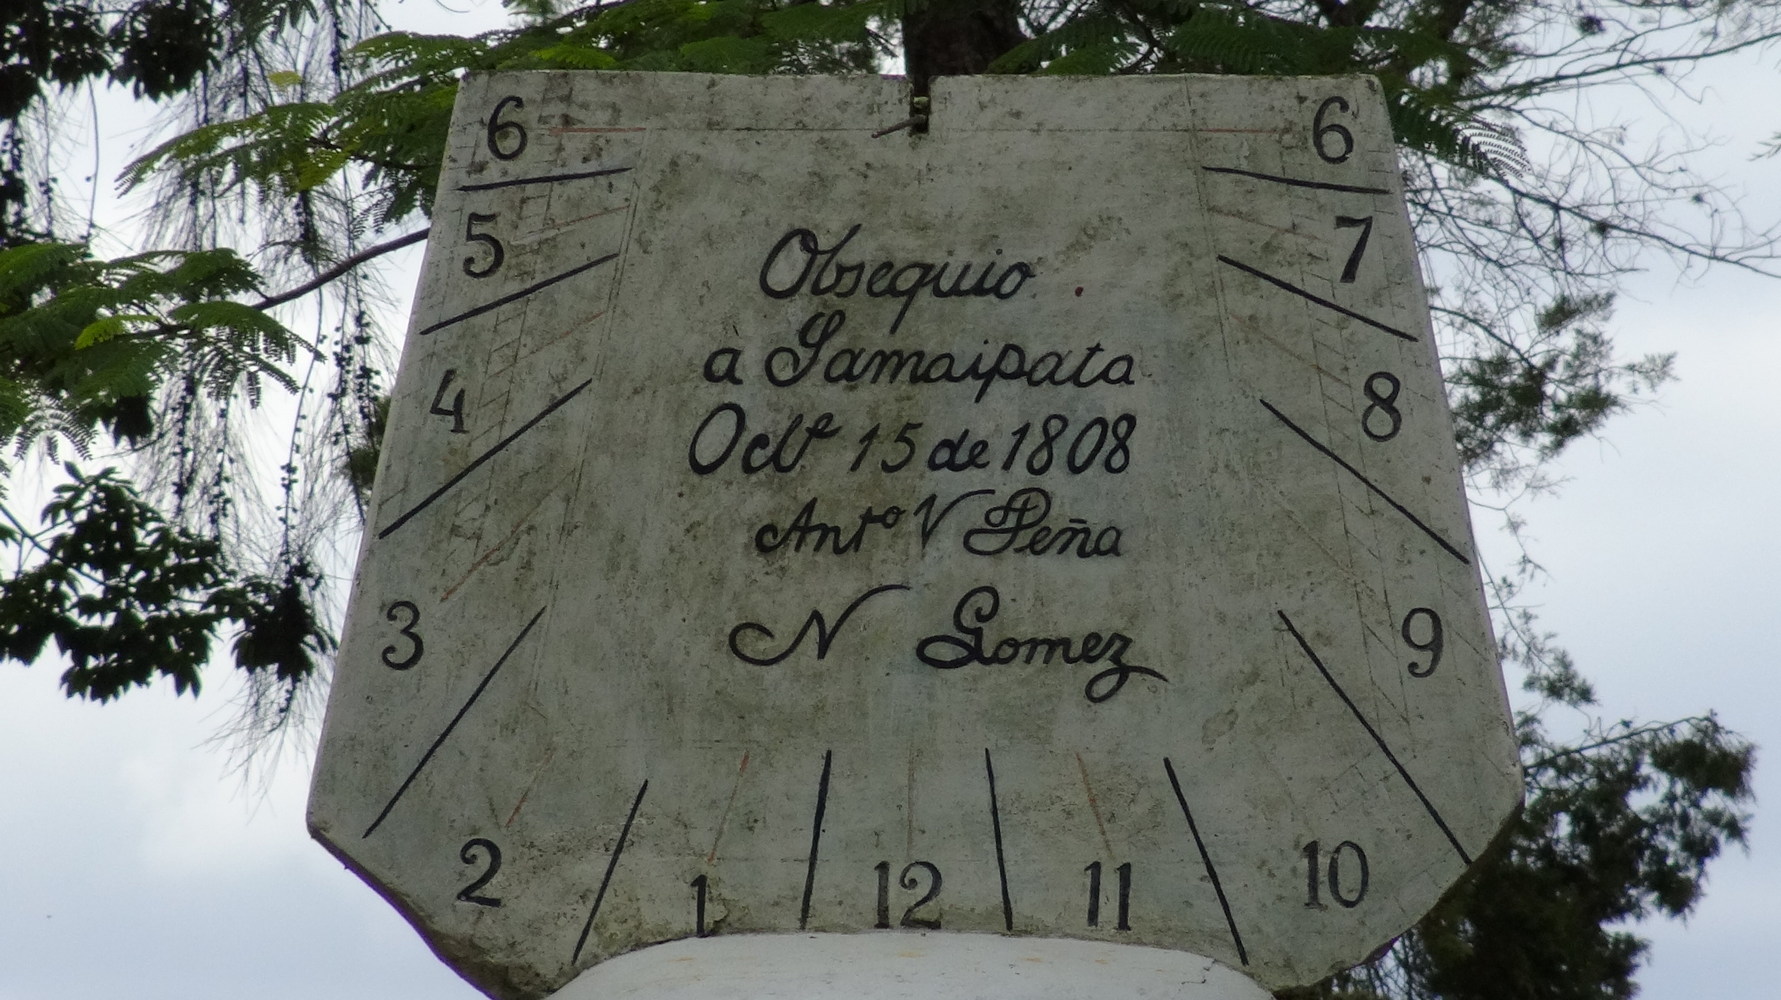 6 6
5 7
4 8
3 9
2 1 12 11 10
Obsequio
a Samaipata
Octe 15 de 1808
Anto V Peña
N Gomez